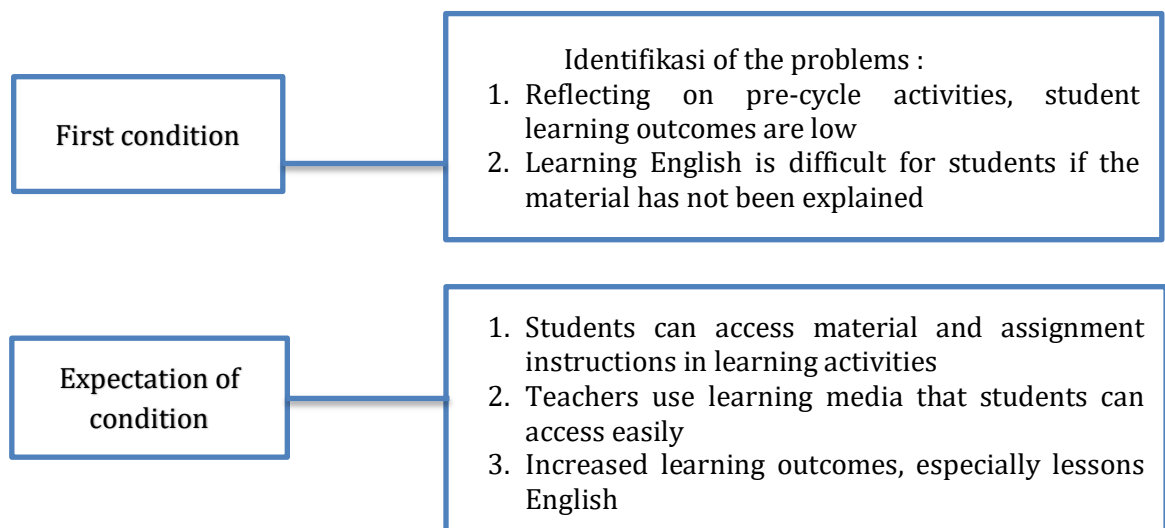 First condition
Identifikasi of the problems :
1. Reflecting on pre-cycle activities, student
learning outcomes are low
2. Learning English is difficult for students if the
material has not been explained
Expectation of
condition
1. Students can access material and assignment
instructions in learning activities
2. Teachers use learning media that students can
access easily
3. Increased learning outcomes, especially lessons
English